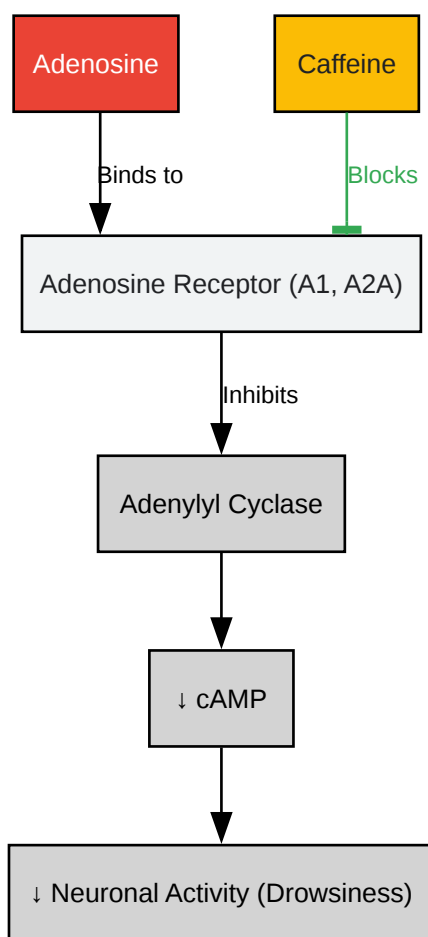 Adenosine
Caffeine
Binds to
Blocks
Adenosine Receptor (A1, A2A)
Inhibits
Adenylyl Cyclase
↓ cAMP
↓ Neuronal Activity (Drowsiness)